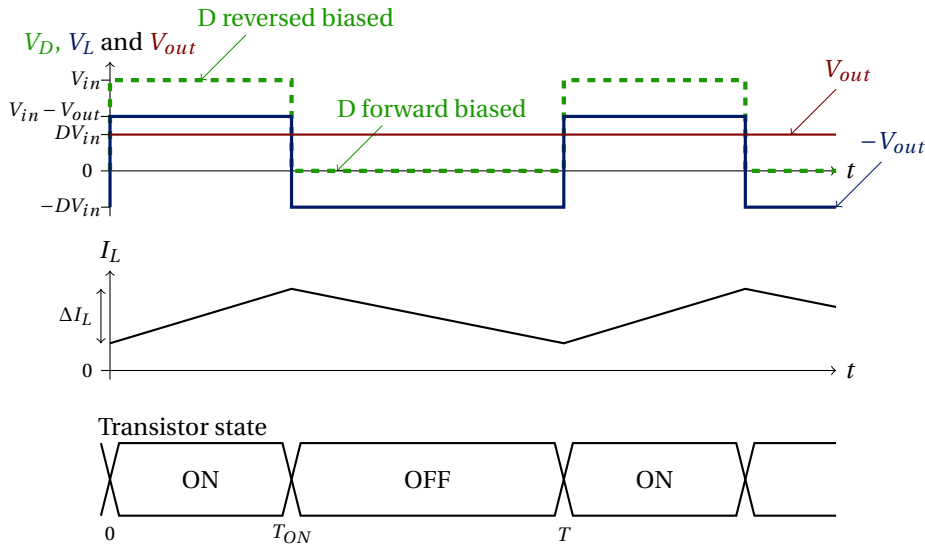 D reversed biased
V_D, V_L and V_out
V_in
V_out
V_in − V_out
D forward biased
DV_in
−V_out
0
t
−DV_in
I_L
ΔI_L
0
t
Transistor state
ON OFF ON
0 T_ON T